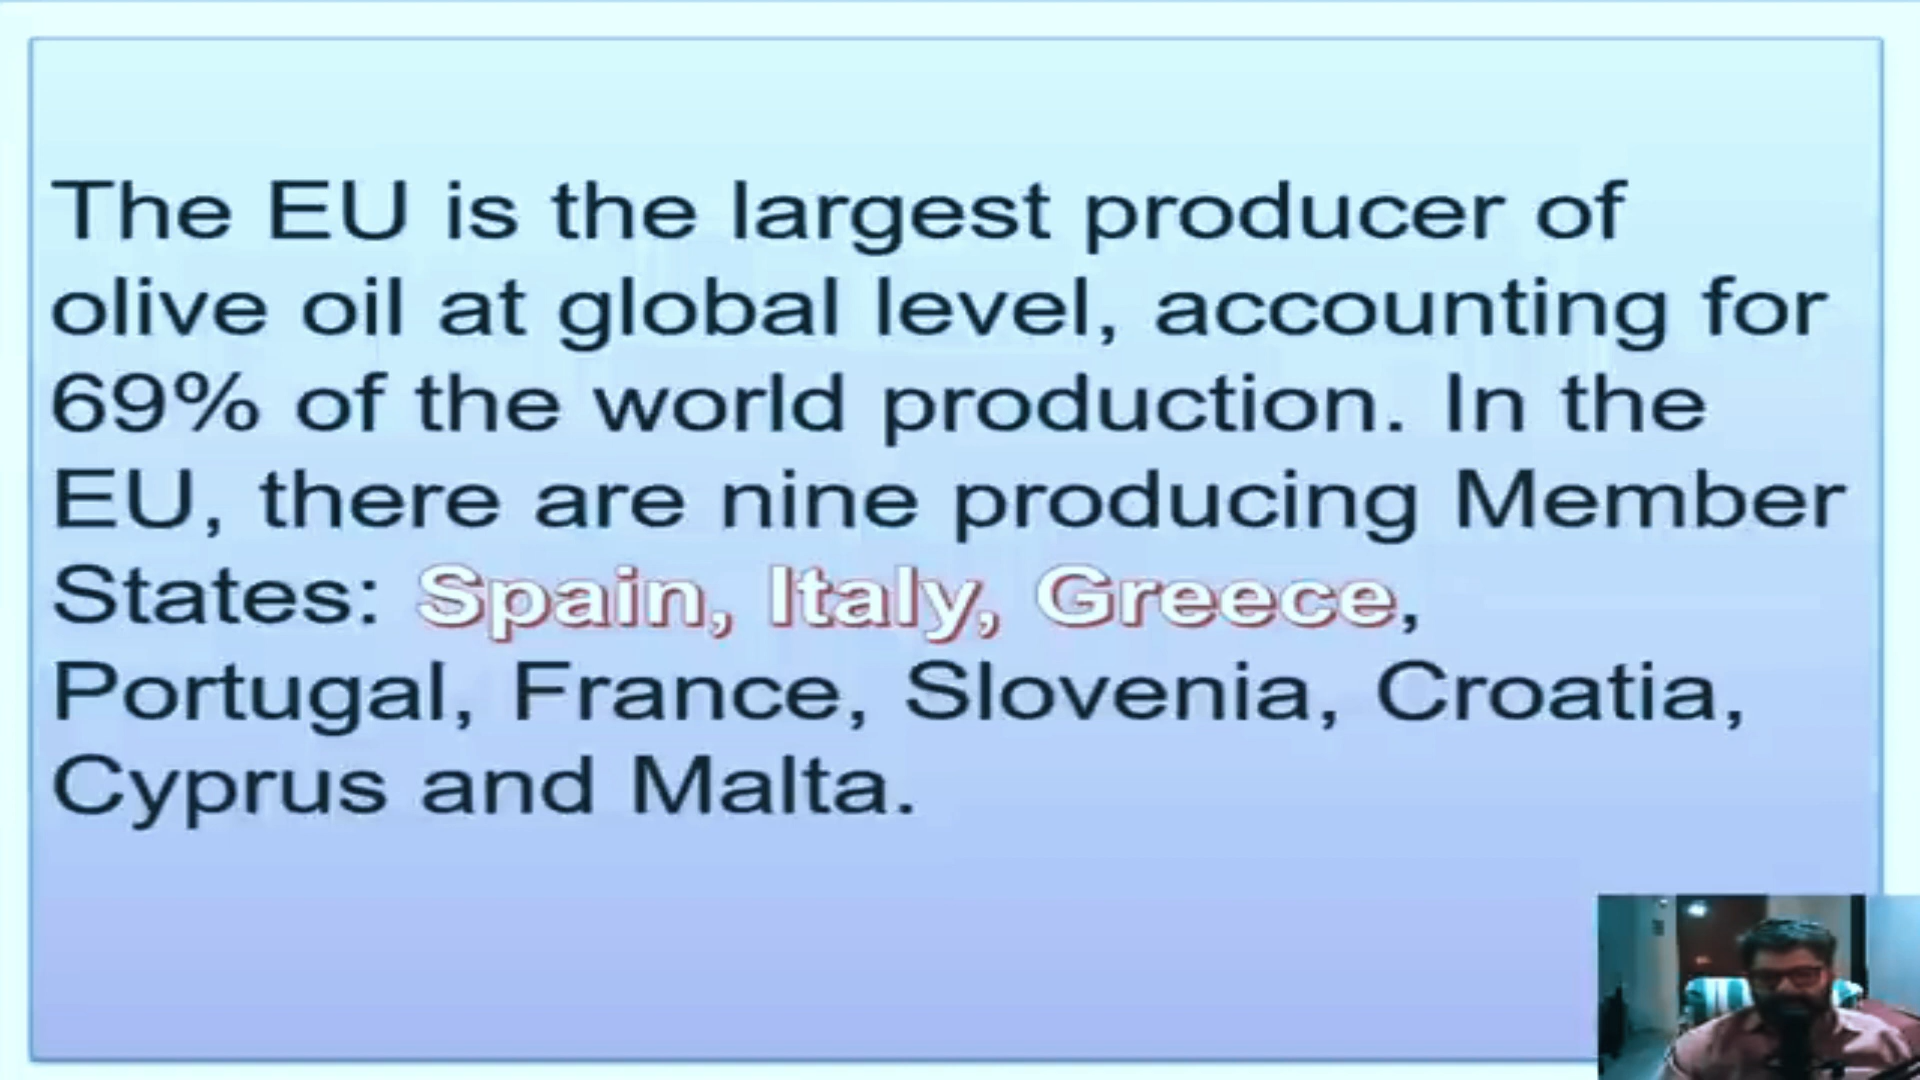 The EU is the largest producer of
olive oil at global level, accounting for
69% of the world production. In the
EU, there are nine producing Member
States: Spain, Italy, Greece,
Portugal, France, Slovenia, Croatia,
Cyprus and Malta.